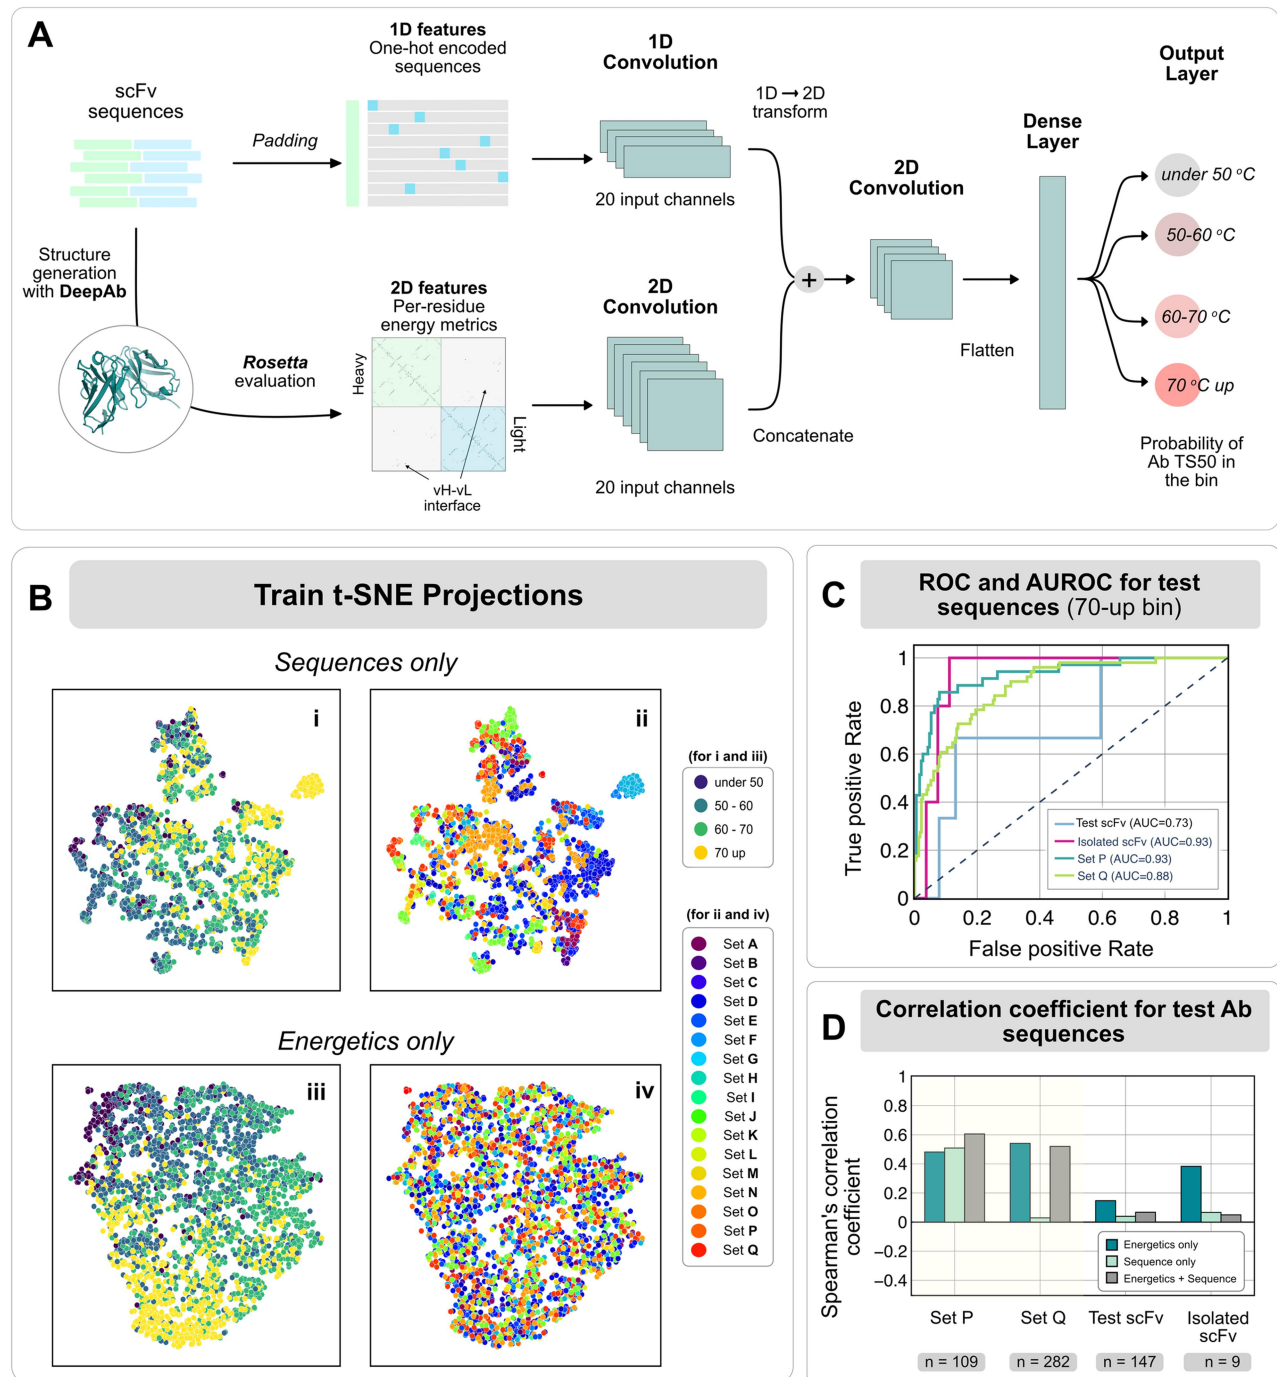 A
scFv
sequences
Padding
1D features
One-hot encoded
sequences
1D
Convolution
20 input channels
1D → 2D
transform
Structure
generation
with DeepAb
Rosetta
evaluation
2D features
Per-residue
energy metrics
Heavy
Light
vH-vL
interface
2D
Convolution
20 input channels
Concatenate
+
2D
Convolution
Flatten
Dense
Layer
Output
Layer
under 50 °C
50-60 °C
60-70 °C
70 °C up
Probability of
Ab TS50 in
the bin
B
Train t-SNE Projections
Sequences only
i
ii
Energetics only
iii
iv
(for i and iii)
under 50
50 - 60
60 - 70
70 up
(for ii and iv)
Set A
Set B
Set C
Set D
Set E
Set F
Set G
Set H
Set I
Set J
Set K
Set L
Set M
Set N
Set O
Set P
Set Q
C
ROC and AUROC for test
sequences (70-up bin)
True positive Rate
1
0.8
0.6
0.4
0.2
0
0 0.2 0.4 0.6 0.8 1
False positive Rate
Test scFv (AUC=0.73)
Isolated scFv (AUC=0.93)
Set P (AUC=0.93)
Set Q (AUC=0.88)
D
Correlation coefficient for test Ab
sequences
Spearman's correlation
coefficient
1
0.8
0.6
0.4
0.2
0
−0.2
−0.4
Energetics only
Sequence only
Energetics + Sequence
Set P
Set Q
Test scFv
Isolated
scFv
n = 109
n = 282
n = 147
n = 9